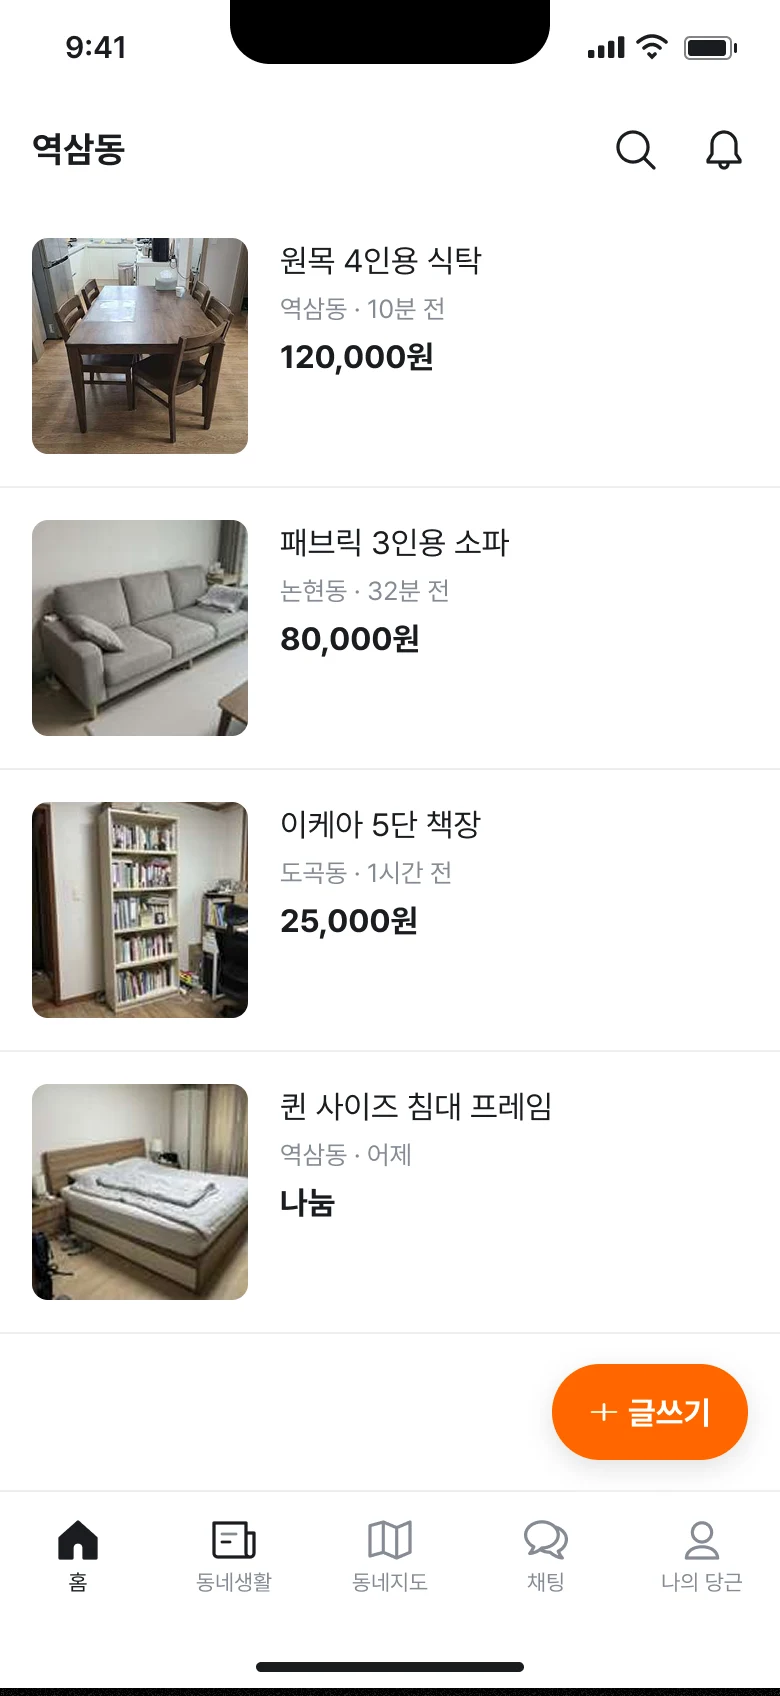 9:41
역삼동
원목 4인용 식탁
역삼동 · 10분 전
120,000원
패브릭 3인용 소파
논현동 · 32분 전
80,000원
이케아 5단 책장
도곡동 · 1시간 전
25,000원
퀸 사이즈 침대 프레임
역삼동 · 어제
나눔
+ 글쓰기
홈
동네생활
동네지도
채팅
나의 당근